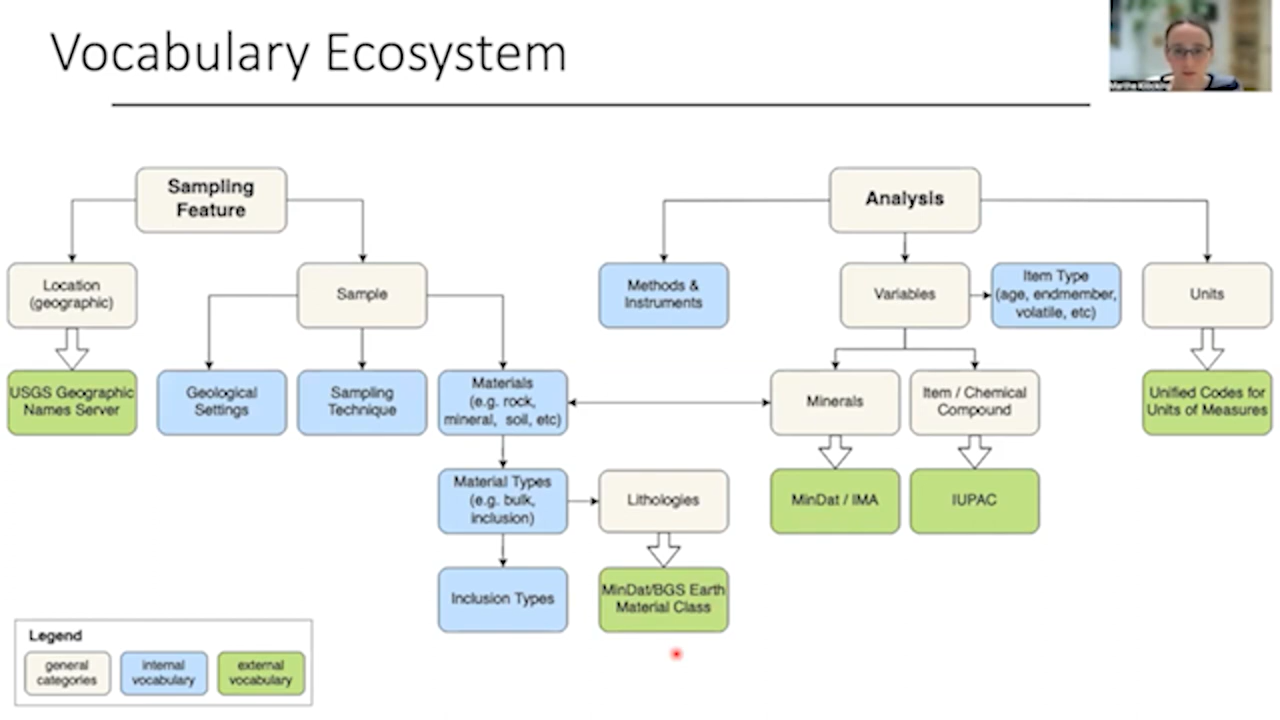 Vocabulary Ecosystem
Sampling
Feature
Analysis
Location
(geographic)
Sample
Methods &
Instruments
Variables
Item Type
(age, endmember,
volatile, etc)
Units
USGS Geographic
Names Server
Geological
Settings
Sampling
Technique
Materials
(e.g. rock,
mineral, soil, etc)
Minerals
Item / Chemical
Compound
Unified Codes for
Units of Measures
Material Types
(e.g. bulk,
inclusion)
Lithologies
MinDat / IMA
IUPAC
Inclusion Types
MinDat/BGS Earth
Material Class
Legend
general
categories
internal
vocabulary
external
vocabulary